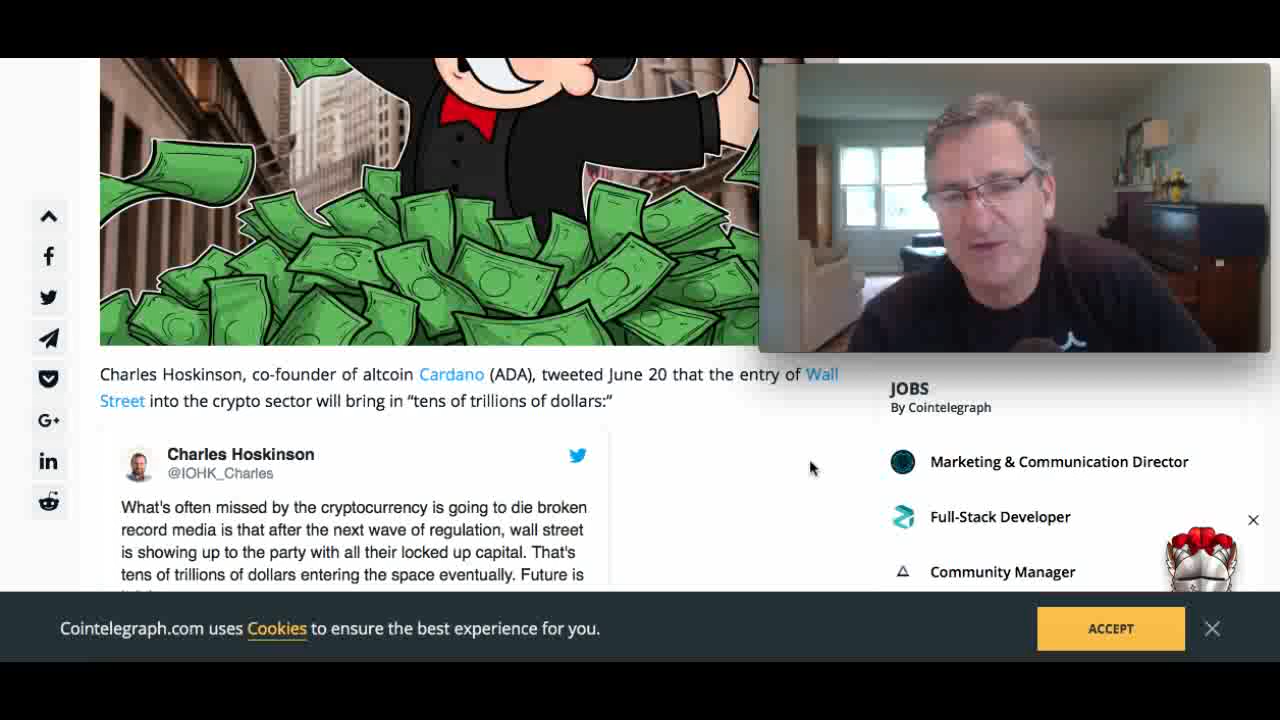 Charles Hoskinson, co-founder of altcoin Cardano (ADA), tweeted June 20 that the entry of Wall
Street into the crypto sector will bring in “tens of trillions of dollars:”
Charles Hoskinson
@IOHK_Charles
What's often missed by the cryptocurrency is going to die broken
record media is that after the next wave of regulation, wall street
is showing up to the party with all their locked up capital. That's
tens of trillions of dollars entering the space eventually. Future is
JOBS
By Cointelegraph
Marketing & Communication Director
Full-Stack Developer
Community Manager
Cointelegraph.com uses Cookies to ensure the best experience for you.
ACCEPT